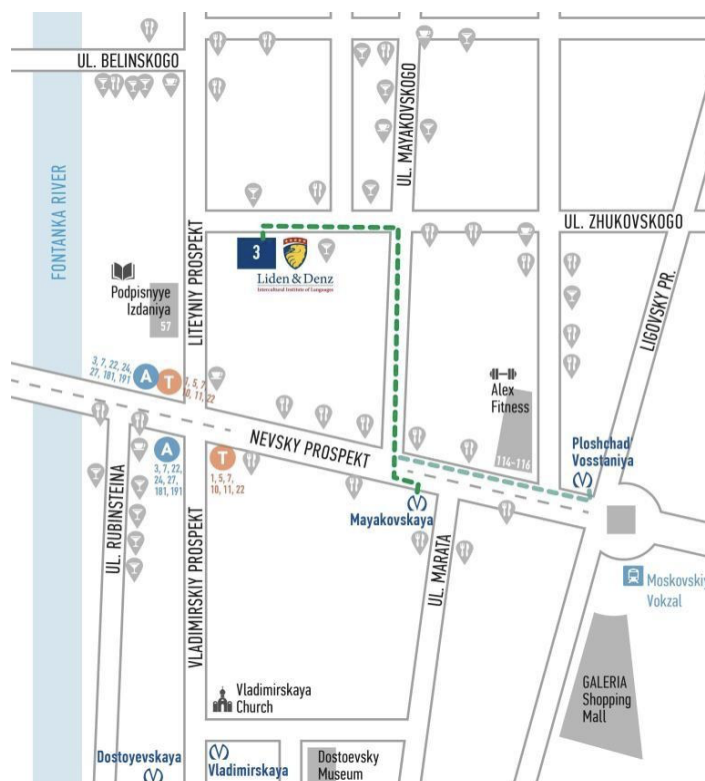 UL. BELINSKOGO
FONTANKA RIVER
LITEYNIY PROSPEKT
UL. MAYAKOVSKOGO
UL. ZHUKOVSKOGO
LIGOVSKY PR.
3
Liden & Denz
Intercultural Institute of Languages
Podpisnyye
Izdaniya
57
3, 7, 22, 24,
27, 181, 191
A
T
1, 5, 7,
10, 11, 22
Alex
Fitness
114-116
NEVSKY PROSPEKT
Ploshchad'
Vosstaniya
A
3, 7, 22,
24, 27,
181, 191
T
1, 5, 7,
10, 11, 22
Mayakovskaya
UL. RUBINSTEINA
VLADIMIRSKIY PROSPEKT
UL. MARATA
Moskovskiy
Vokzal
Vladimirskaya
Church
GALERIA
Shopping
Mall
Dostoyevskaya
Vladimirskaya
Dostoevsky
Museum